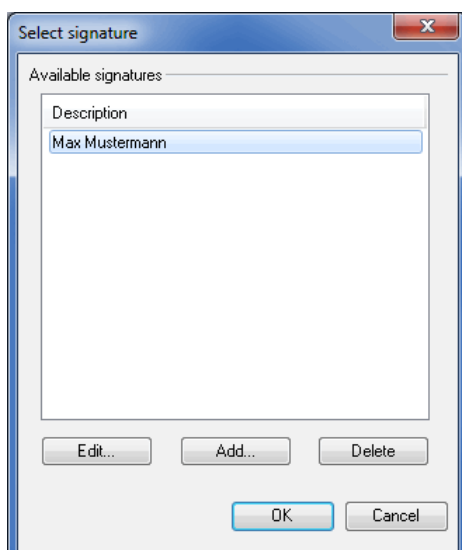 Select signature
Available signatures
Description
Max Mustermann
Edit... Add... Delete
OK Cancel